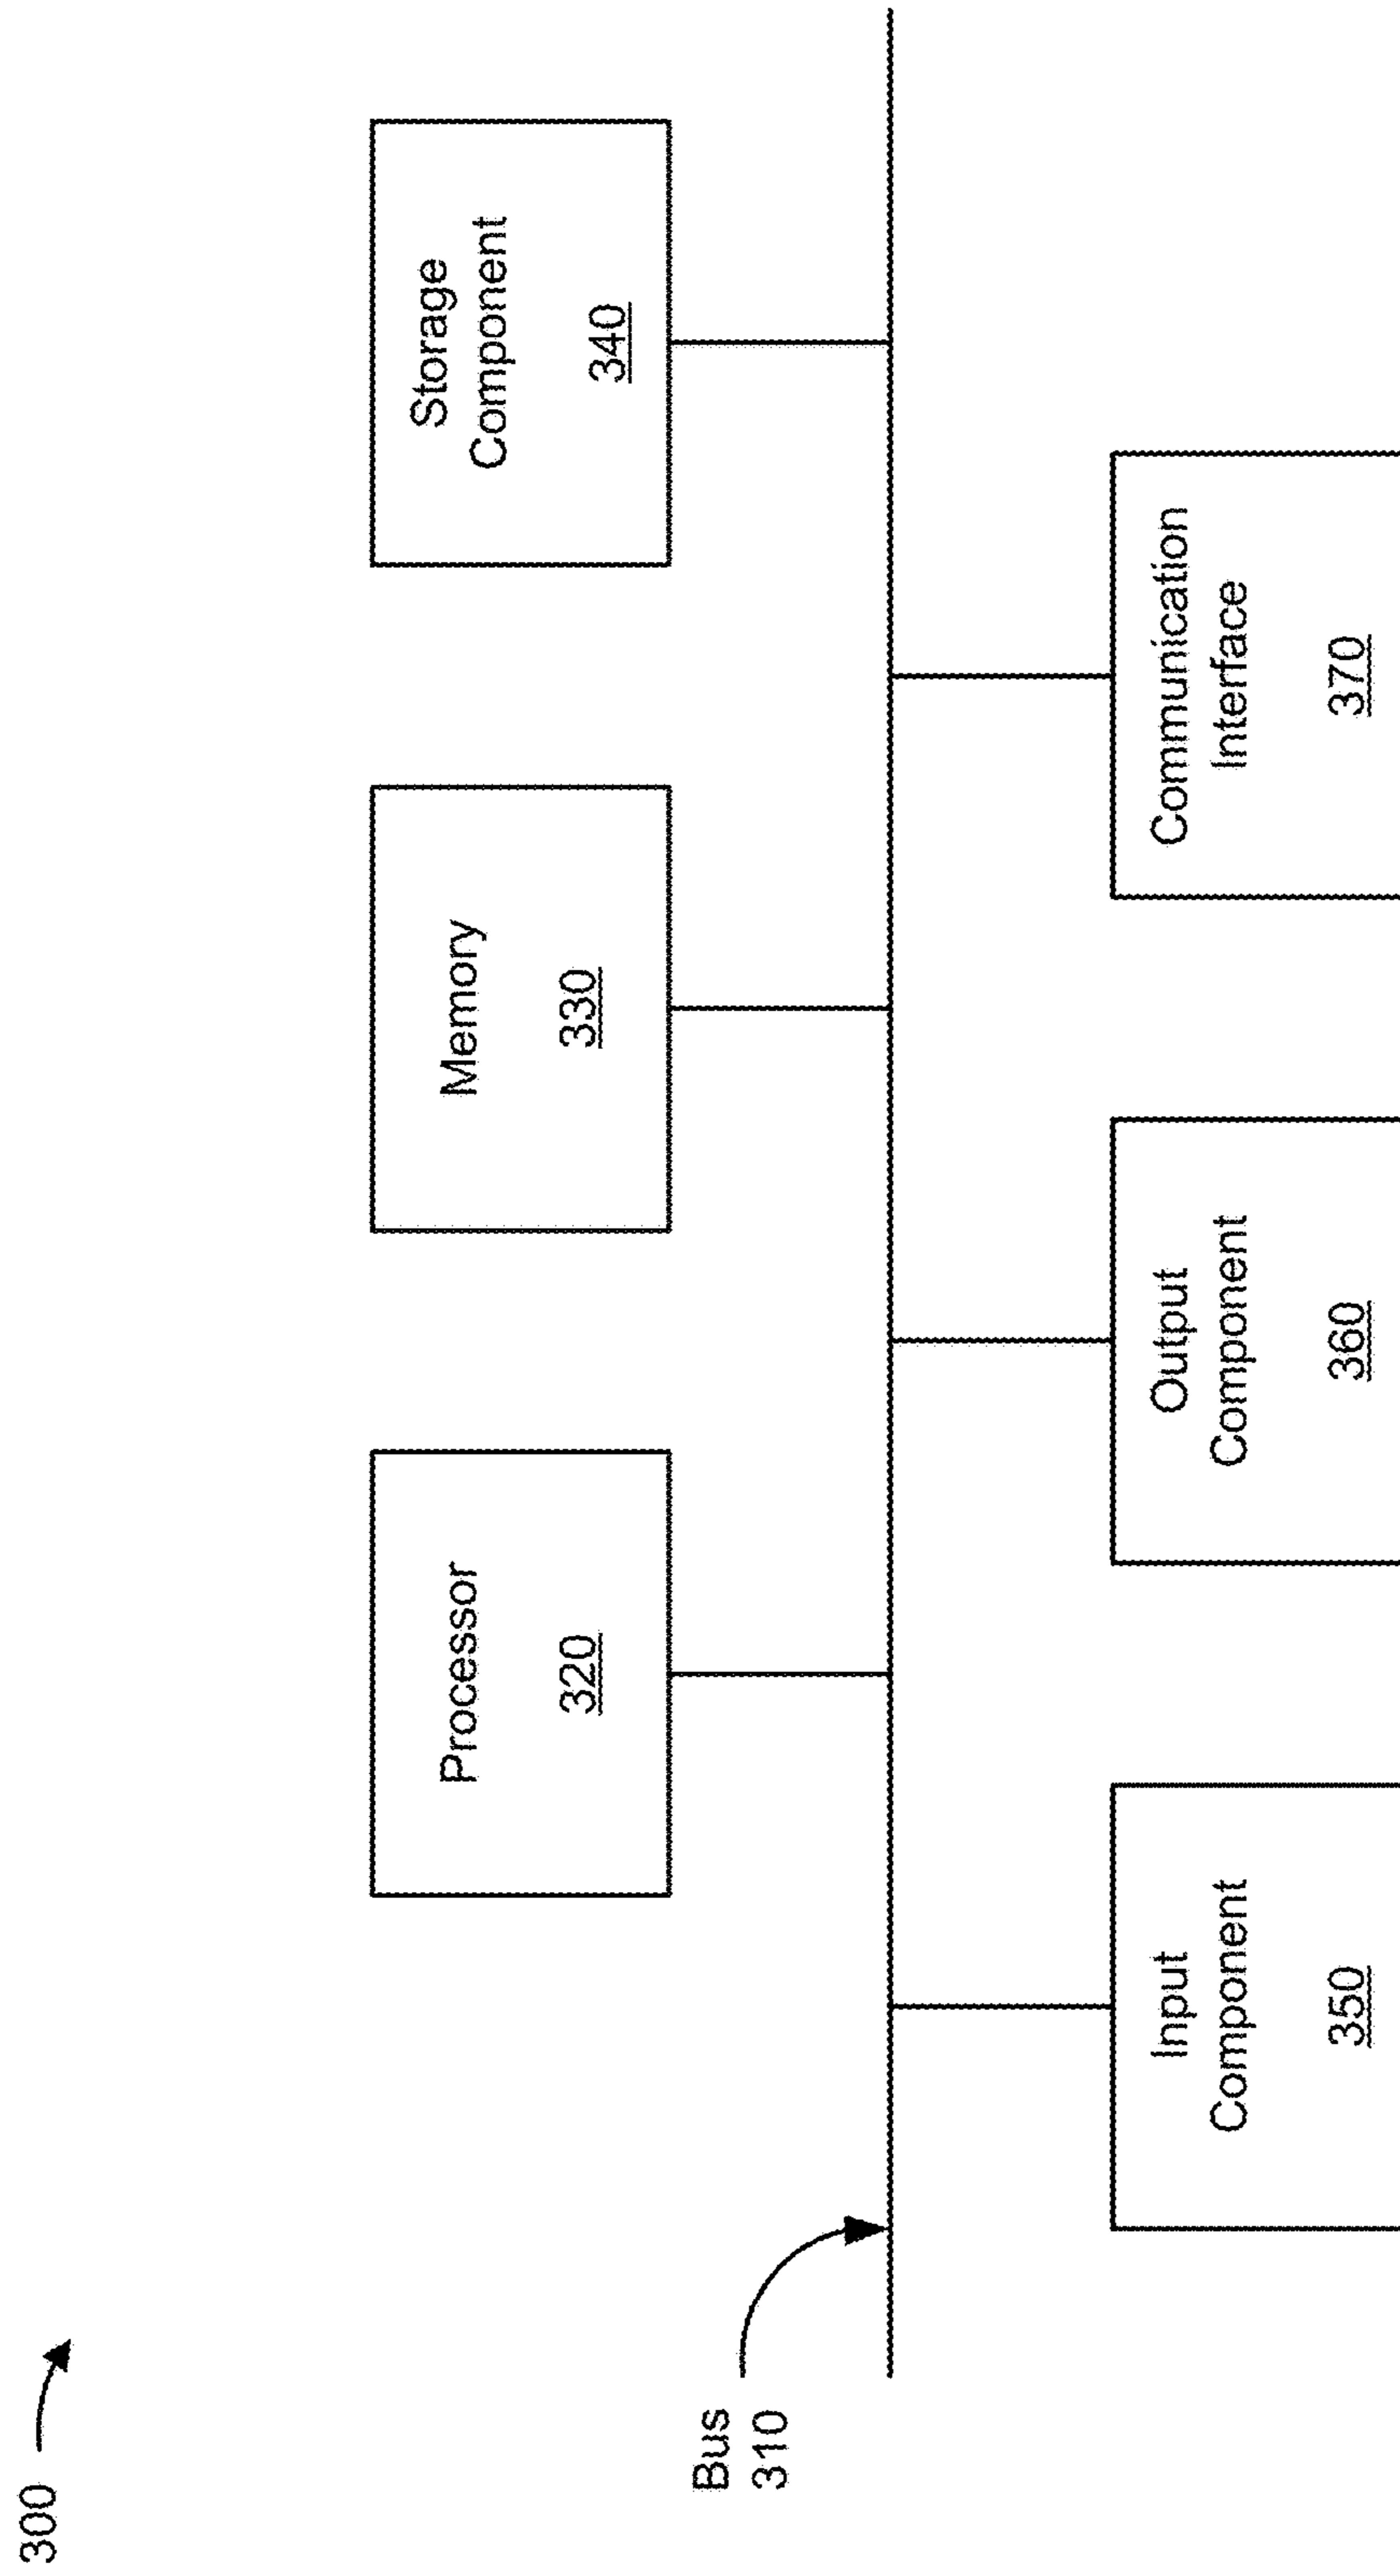 300
Processor
320
Memory
330
Storage
Component
340
Bus
310
Input
Component
350
Output
Component
360
Communication
Interface
370